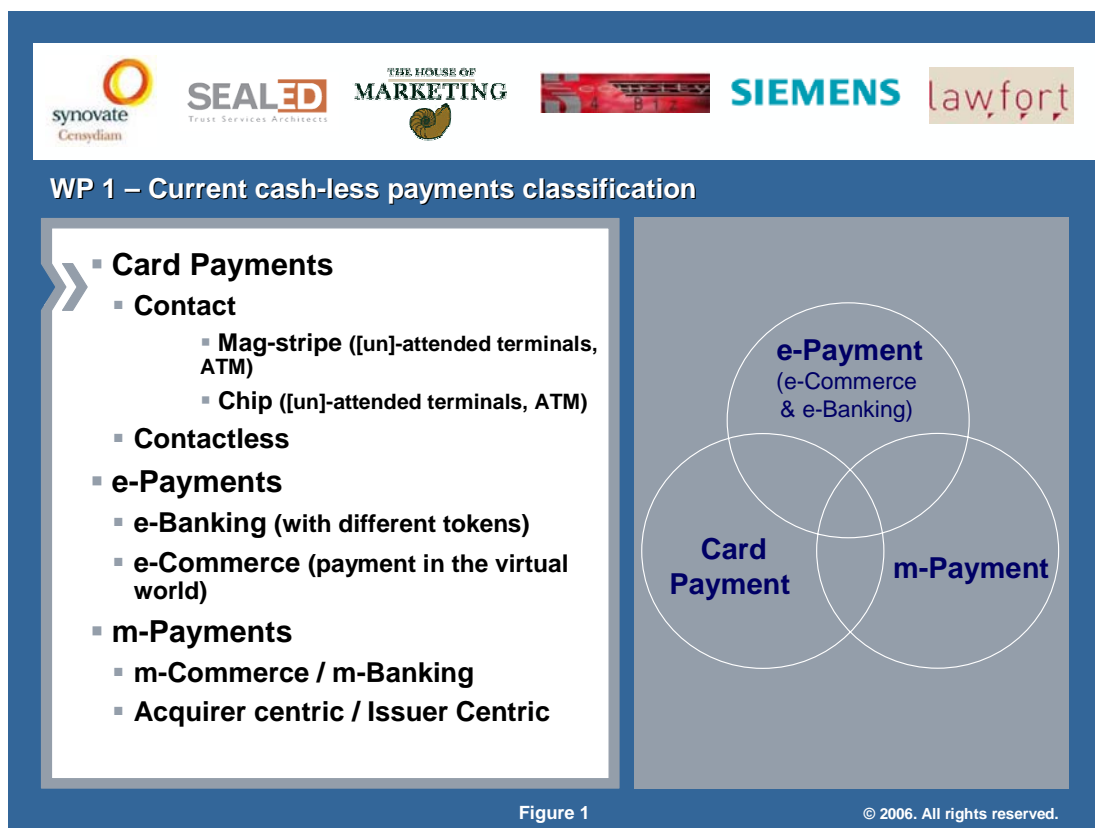 synovate
Censydiam
SEALED
Trust Services Architects
THE HOUSE OF
MARKETING
4 Biz
SIEMENS
lawfort
WP 1 – Current cash-less payments classification
▪ Card Payments
▪ Contact
▪ Mag-stripe ([un]-attended terminals,
ATM)
▪ Chip ([un]-attended terminals, ATM)
▪ Contactless
▪ e-Payments
▪ e-Banking (with different tokens)
▪ e-Commerce (payment in the virtual
world)
▪ m-Payments
▪ m-Commerce / m-Banking
▪ Acquirer centric / Issuer Centric
e-Payment
(e-Commerce
& e-Banking)
Card
Payment
m-Payment
Figure 1
© 2006. All rights reserved.